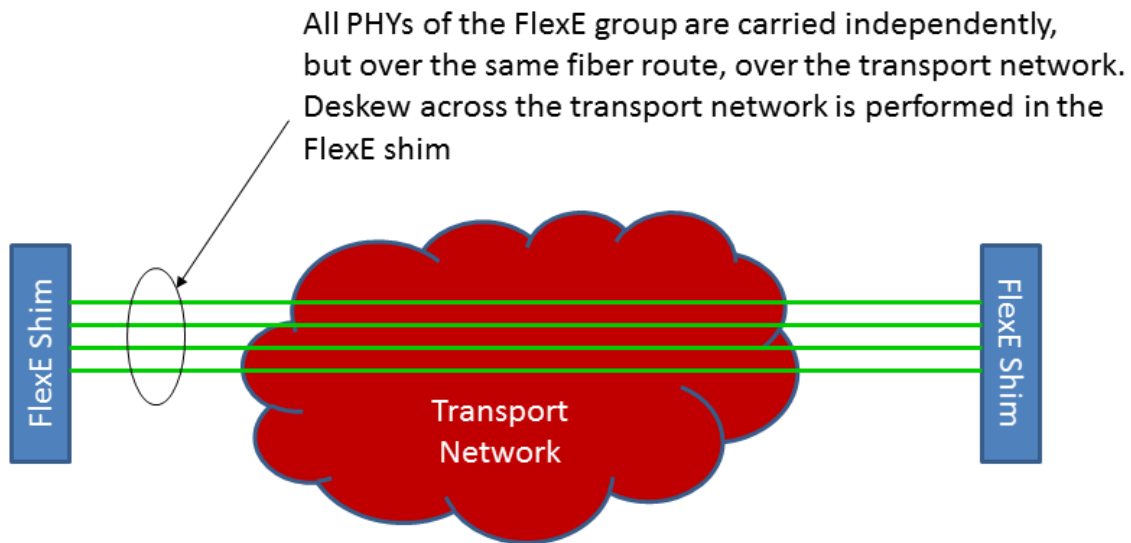 All PHYs of the FlexE group are carried independently,
but over the same fiber route, over the transport network.
Deskew across the transport network is performed in the
FlexE shim
FlexE Shim
Transport
Network
FlexE Shim